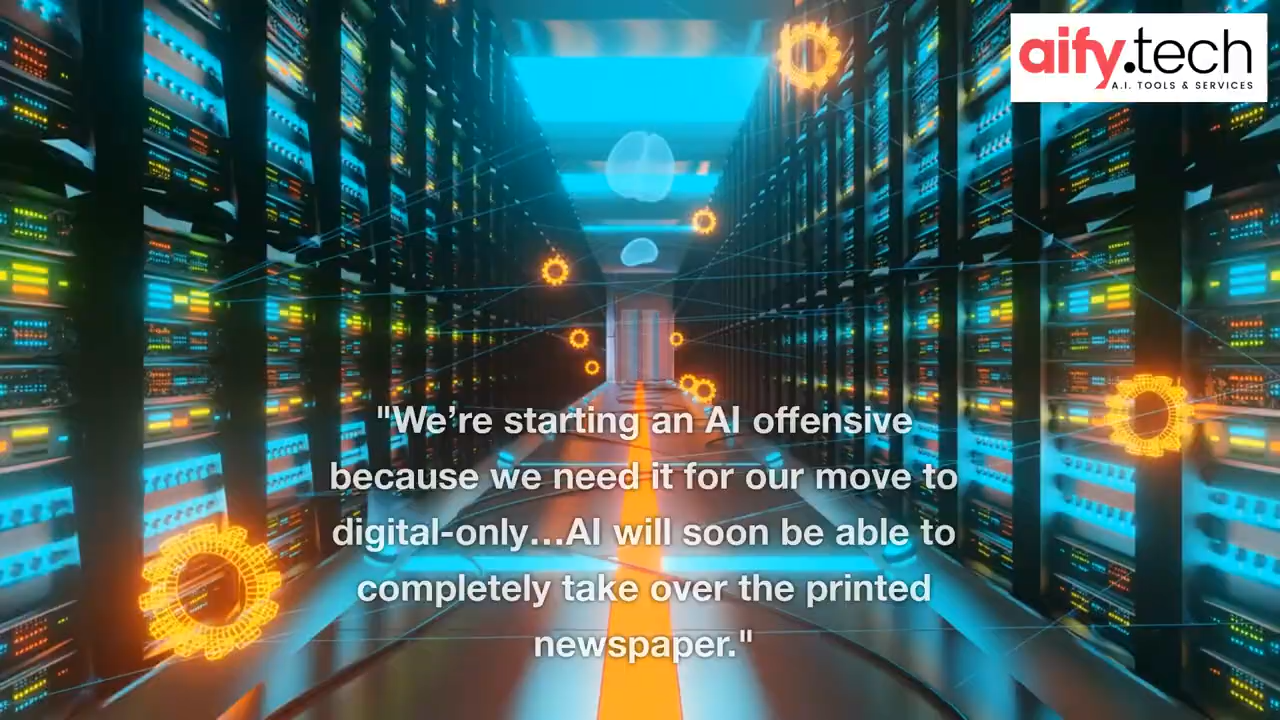 aify.tech
A.I. TOOLS & SERVICES
"We’re starting an AI offensive
because we need it for our move to
digital-only...AI will soon be able to
completely take over the printed
newspaper."